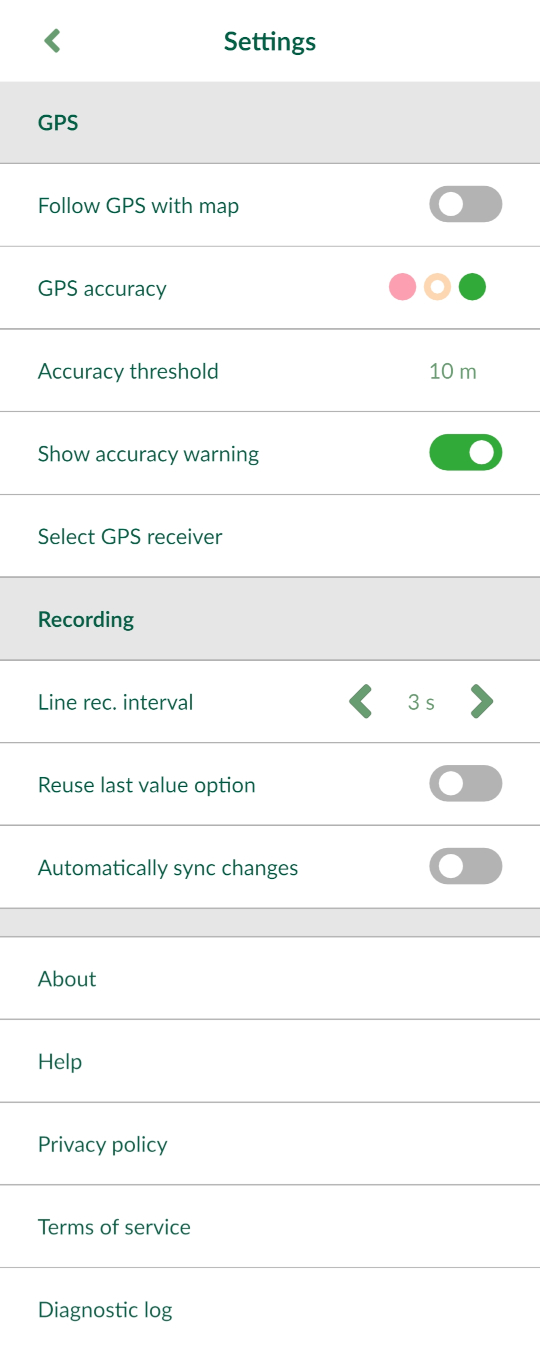 Settings
GPS
Follow GPS with map
GPS accuracy
Accuracy threshold 10 m
Show accuracy warning
Select GPS receiver
Recording
Line rec. interval 3 s
Reuse last value option
Automatically sync changes
About
Help
Privacy policy
Terms of service
Diagnostic log